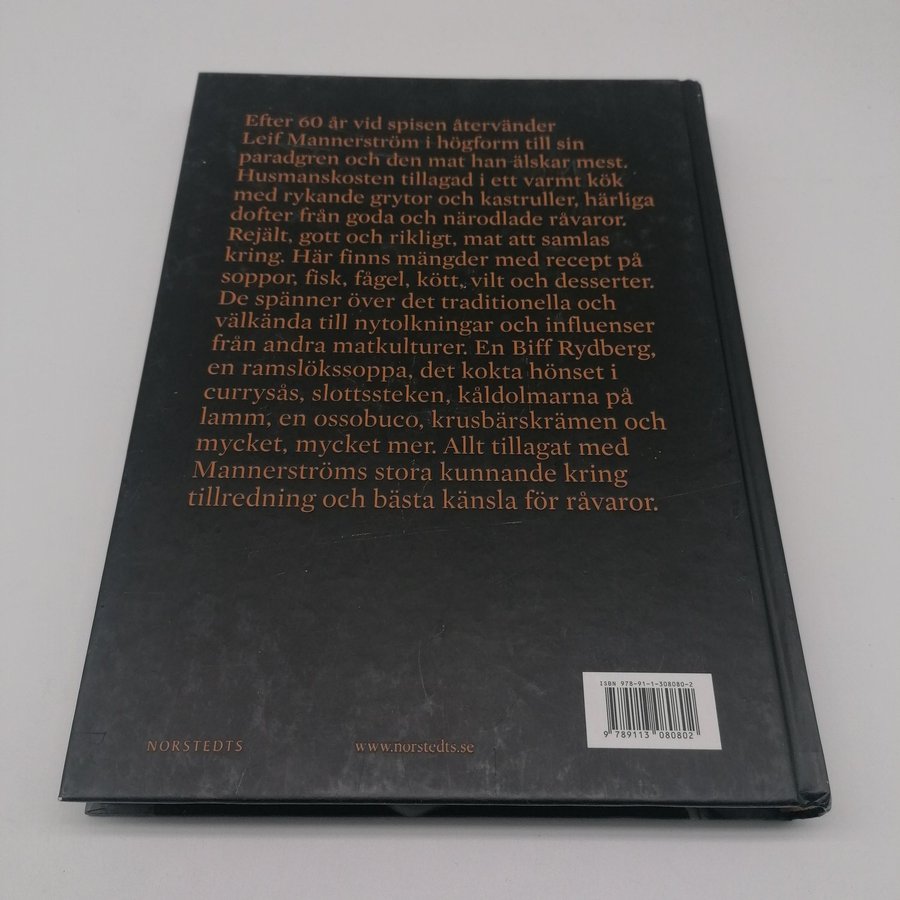 Efter 60 år vid spisen återvänder
Leif Mannerström i högform till sin
paradgren och den mat han älskar mest.
Husmanskosten tillagad i ett varmt kök
med rykande grytor och kastruller, härliga
dofter från goda och närodlade råvaror.
Rejält, gott och rikligt, mat att samlas
kring. Här finns mängder med recept på
soppor, fisk, fågel, kött, vilt och desserter.
De spänner över det traditionella och
välkända till nytolkningar och influenser
från andra matkulturer. En Biff Rydberg,
en ramslökssoppa, det kokta hönset i
currysås, slottssteken, kåldolmarna på
lamm, en ossobuco, krusbärskrämen och
mycket, mycket mer. Allt tillagat med
Mannerströms stora kunnande kring
tillredning och bästa känsla för råvaror.
ISBN 978-91-1-308080-2
9 789113 080802
NORSTEDTS
www.norstedts.se